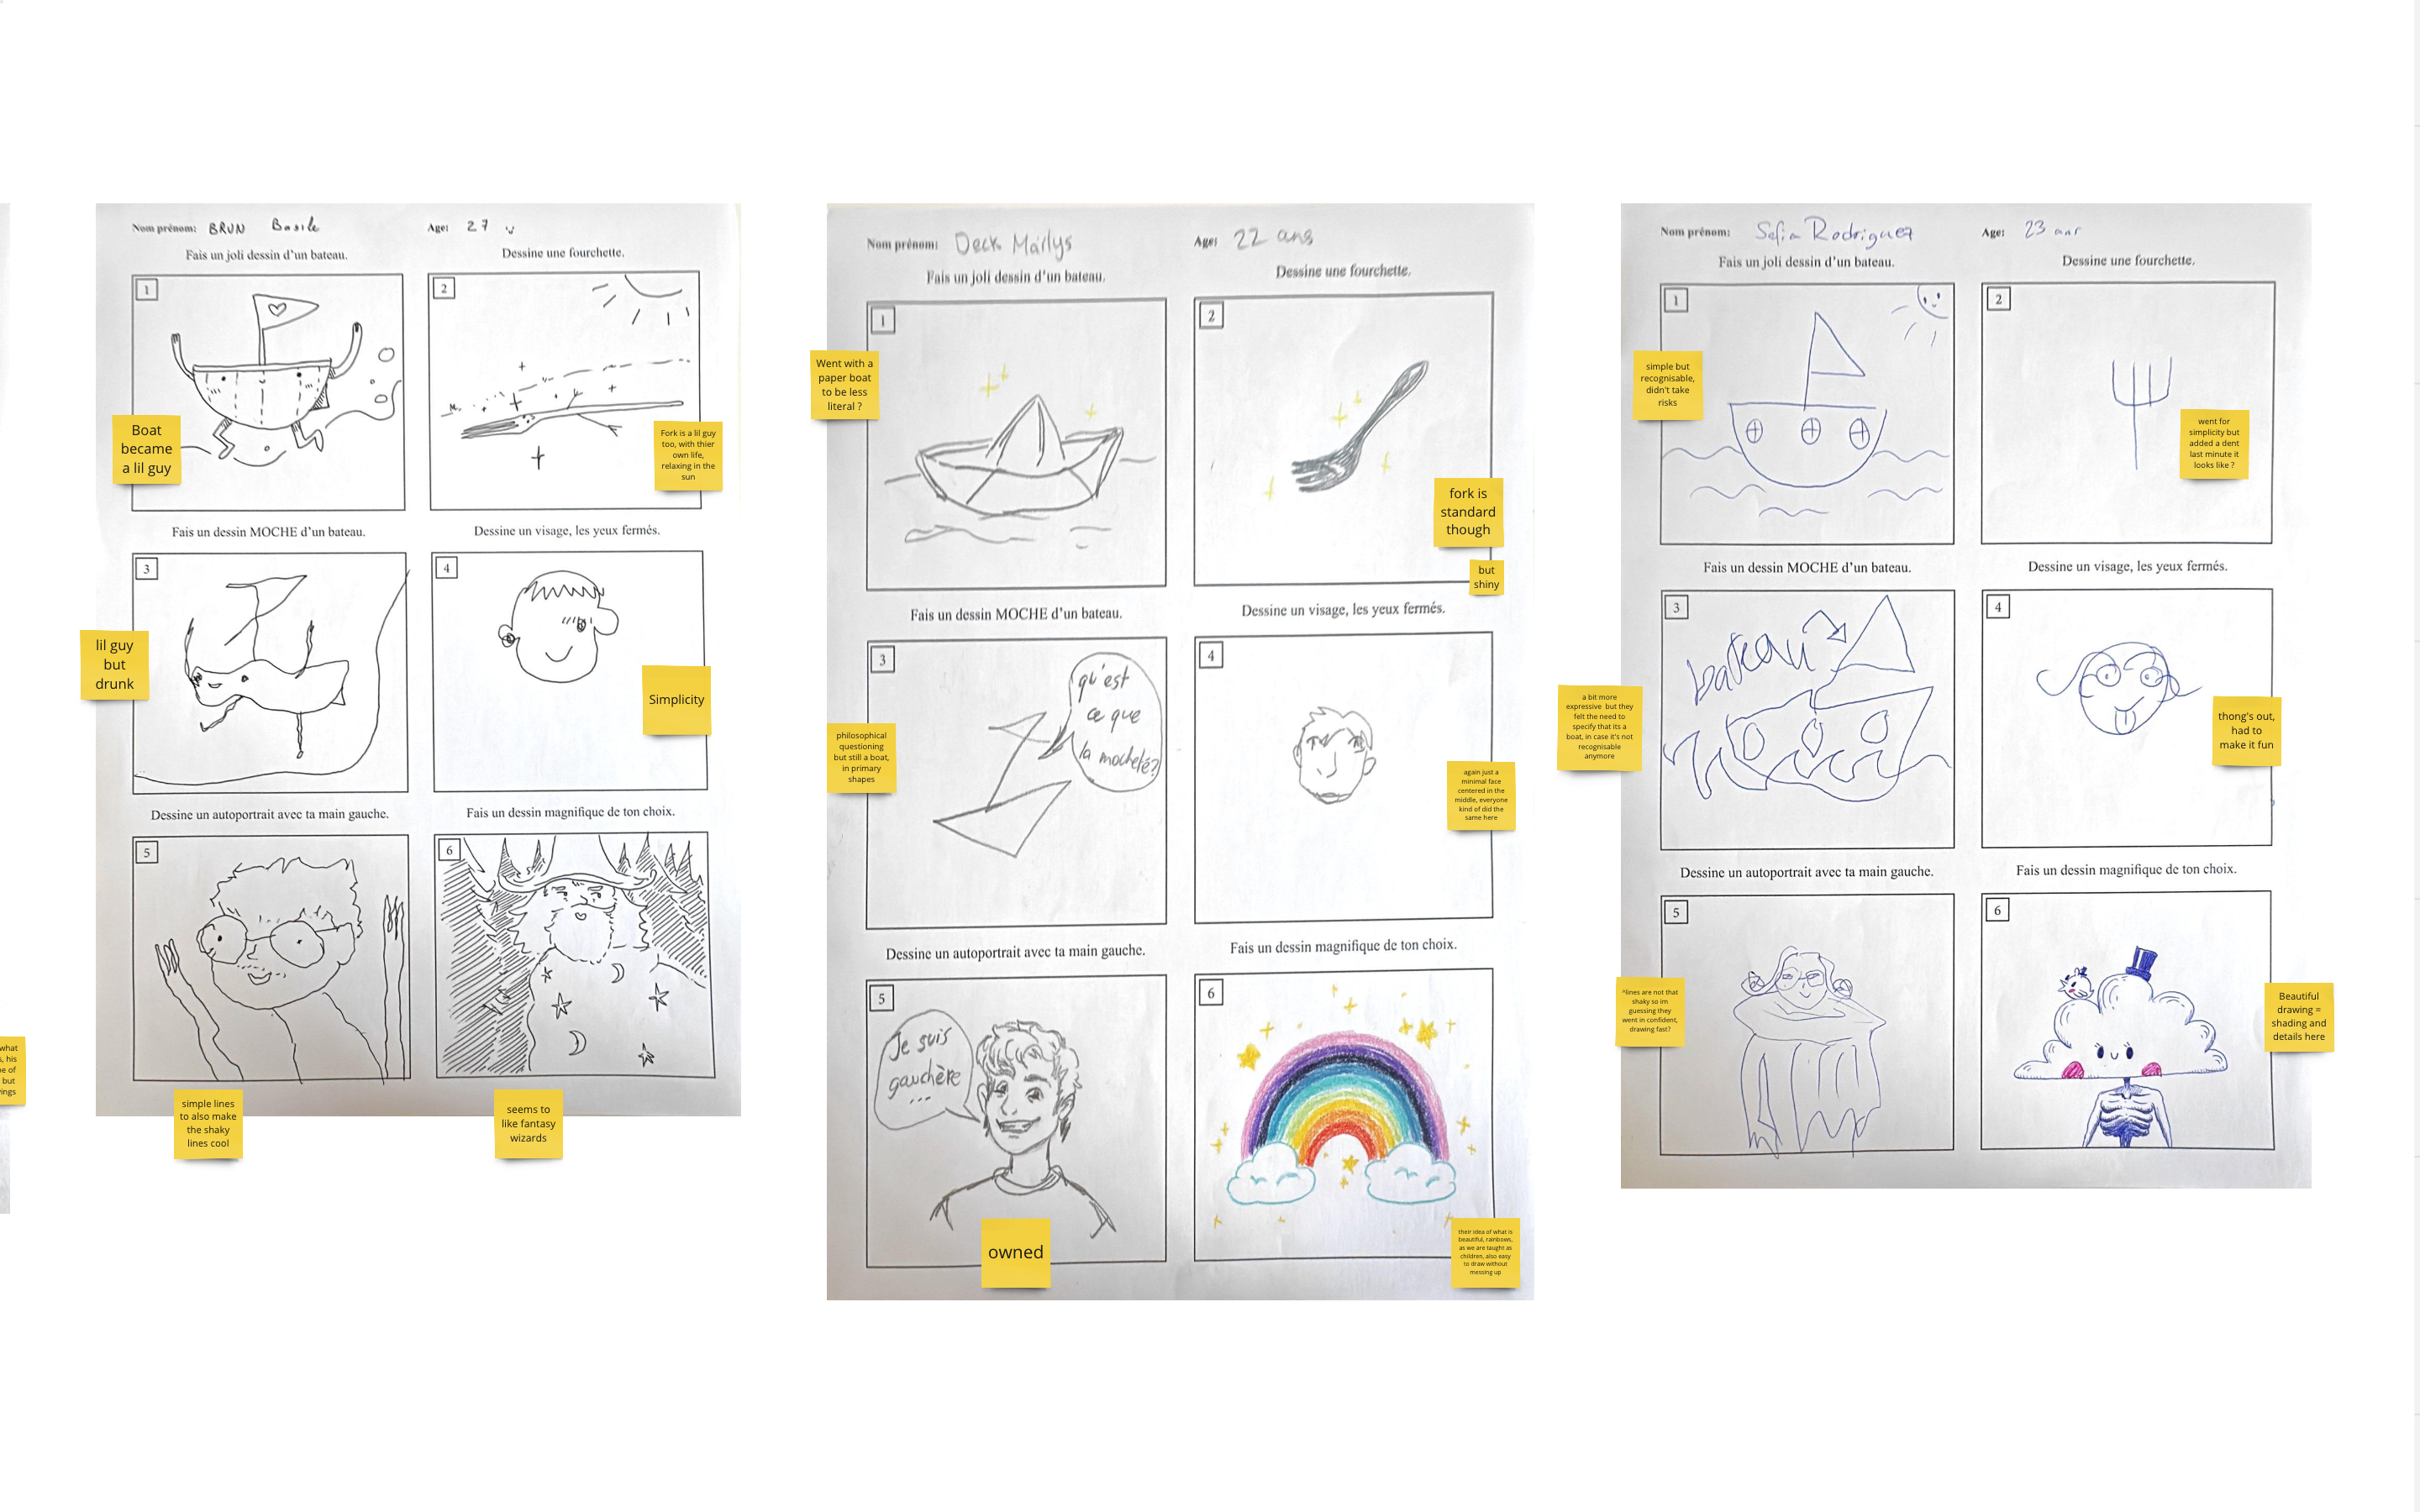 what
, his
e of
but
ings
Nom prénom: BRUN Basile
Age: 27
Fais un joli dessin d'un bateau.
Dessine une fourchette.
1
2
Boat
became
a lil guy
Fork is a lil guy
too, with thier
own life,
relaxing in the
sun
Fais un dessin MOCHE d'un bateau.
Dessine un visage, les yeux fermés.
3
4
lil guy
but
drunk
Simplicity
Dessine un autoportrait avec ta main gauche.
Fais un dessin magnifique de ton choix.
5
6
simple lines
to also make
the shaky
lines cool
seems to
like fantasy
wizards
Nom prénom: Deck Marlys
Age: 22 ans
Fais un joli dessin d'un bateau.
Dessine une fourchette.
1
2
Went with a
paper boat
to be less
literal ?
fork is
standard
though
but
shiny
Fais un dessin MOCHE d'un bateau.
Dessine un visage, les yeux fermés.
3
qu'est
ce que
la mocheté?
4
philosophical
questioning
but still a boat,
in primary
shapes
again just a
minimal face
centered in the
middle, everyone
kind of did the
same here
Dessine un autoportrait avec ta main gauche.
Fais un dessin magnifique de ton choix.
5
Je suis
gauchère
...
6
owned
their idea of what is
beautiful, rainbows,
as we are taught as
children, also easy
to draw without
messing up
Nom prénom: Sofia Rodriguez
Age: 23 ans
Fais un joli dessin d'un bateau.
Dessine une fourchette.
1
2
simple but
recognisable,
didn't take
risks
went for
simplicity but
added a dent
last minute it
looks like ?
Fais un dessin MOCHE d'un bateau.
Dessine un visage, les yeux fermés.
3
bateau
4
a bit more
expressive but they
felt the need to
specify that its a
boat, in case it's not
recognisable
anymore
thong's out,
had to
make it fun
Dessine un autoportrait avec ta main gauche.
Fais un dessin magnifique de ton choix.
5
6
^lines are not that
shaky so im
guessing they
went in confident,
drawing fast?
Beautiful
drawing =
shading and
details here